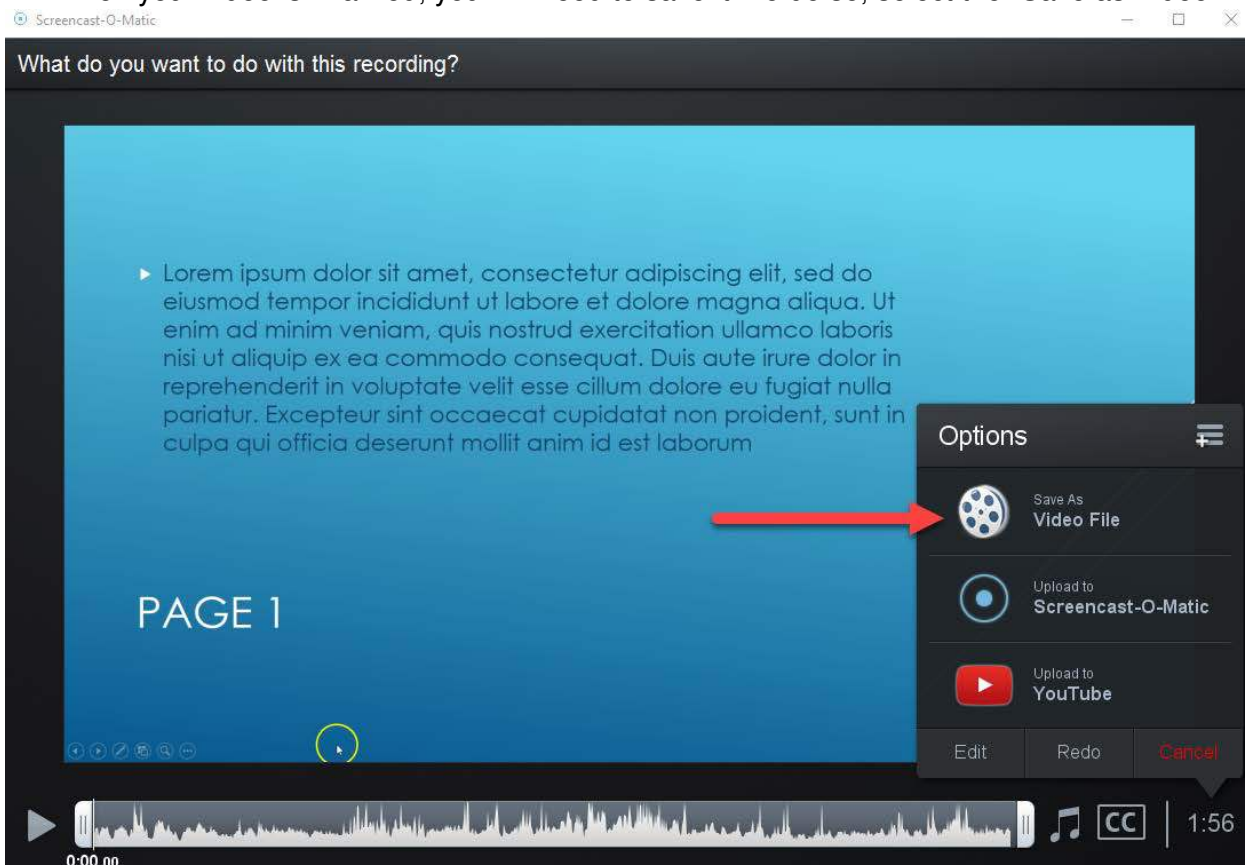 Screencast-O-Matic
What do you want to do with this recording?
Lorem ipsum dolor sit amet, consectetur adipiscing elit, sed do
eiusmod tempor incididunt ut labore et dolore magna aliqua. Ut
enim ad minim veniam, quis nostrud exercitation ullamco laboris
nisi ut aliquip ex ea commodo consequat. Duis aute irure dolor in
reprehenderit in voluptate velit esse cillum dolore eu fugiat nulla
pariatur. Excepteur sint occaecat cupidatat non proident, sunt in
culpa qui officia deserunt mollit anim id est laborum
PAGE 1
Options
Save As
Video File
Upload to
Screencast-O-Matic
Upload to
YouTube
Edit Redo Cancel
CC 1:56
0:00.00